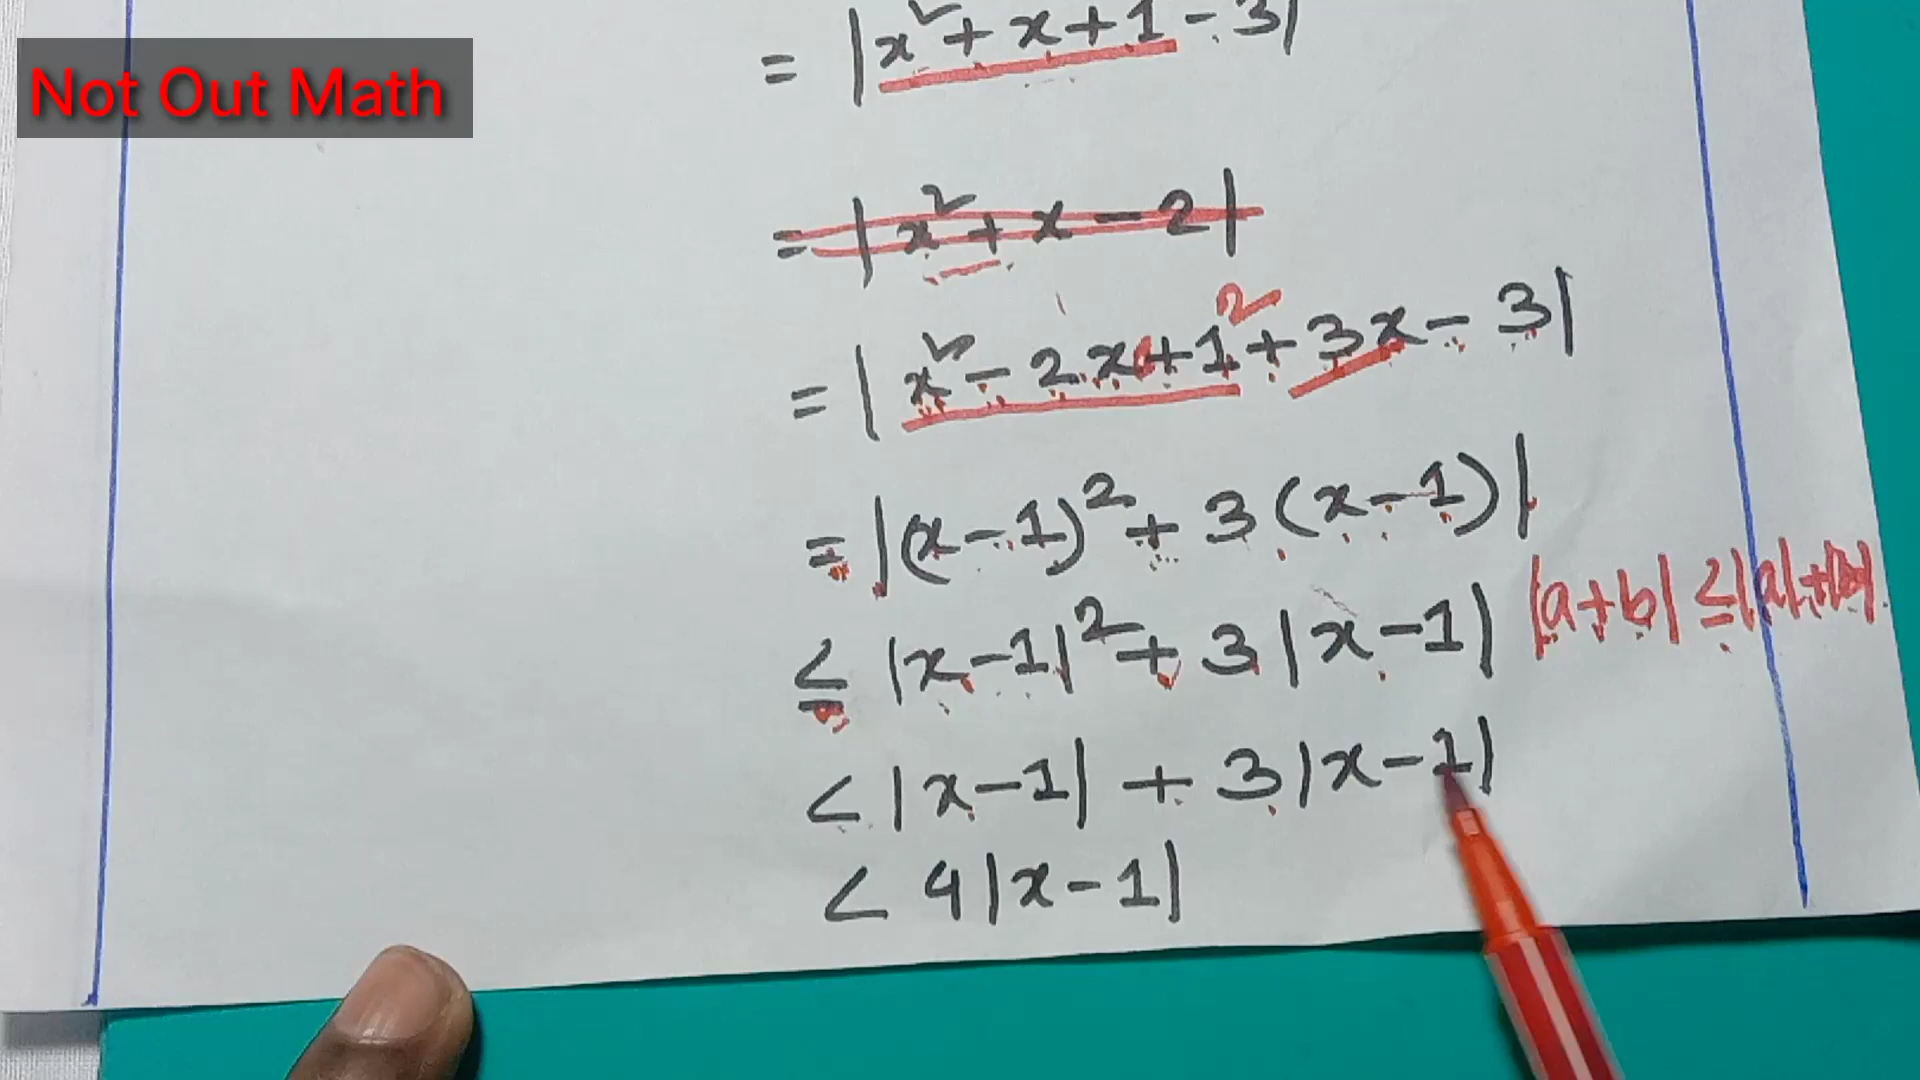 Not Out Math
= |x² + x + 1 - 3|
= |x² + x - 2|
= |x² - 2x + 1² + 3x - 3|
= |(x-1)² + 3(x-1)|
≤ |x-1|² + 3|x-1| |a+b| ≤ |a|+|b|
< |x-1| + 3|x-1|
< 4|x-1|